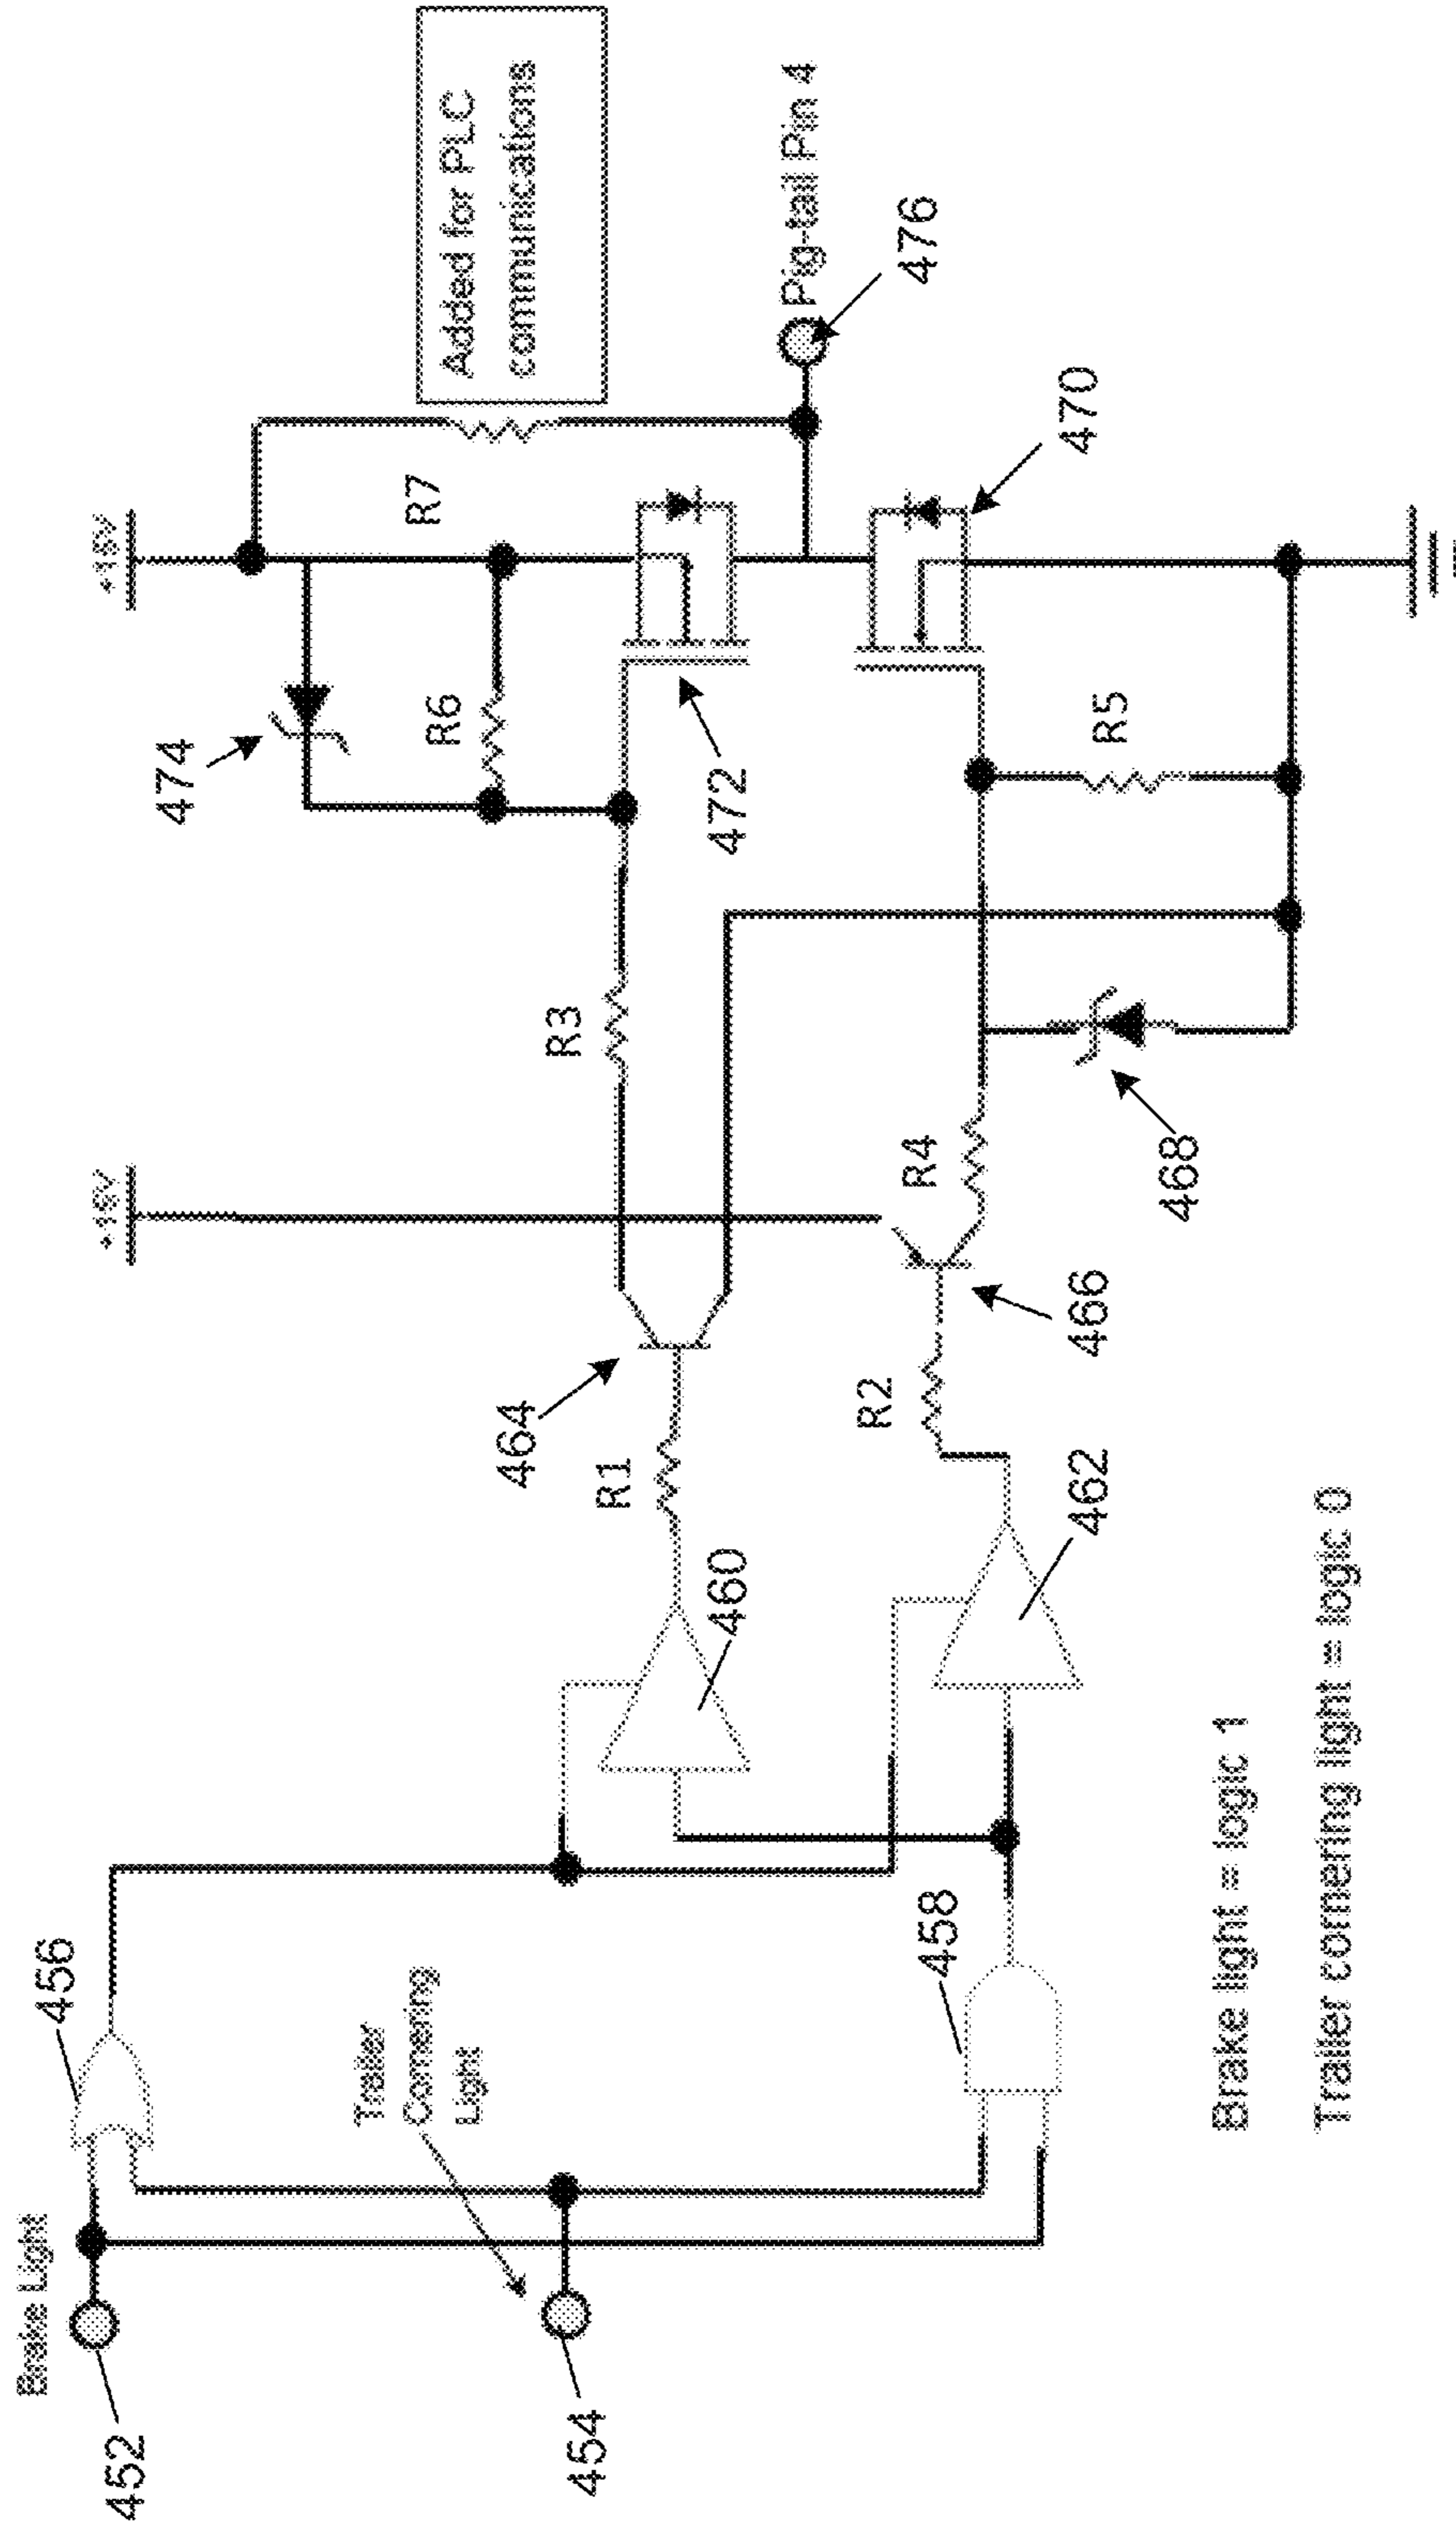 Brake Light
456
452
474
Trailer
Cornering
Light
R7
R6
Added for PLC
communications
464
R3
454
R1
460
472
Pig-tail Pin 4
R2
R4
476
458
462
466
470
R5
468
Brake light = logic 1
Trailer cornering light = logic 0